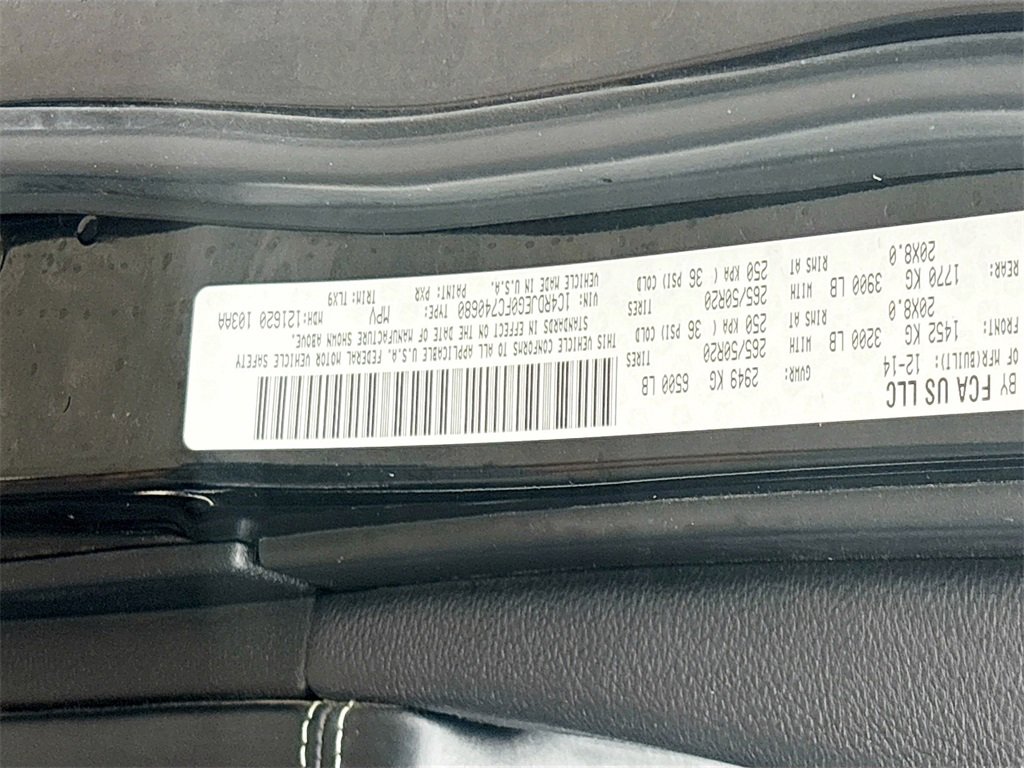 BY FCA US LLC
OF MFR(BUILT): 12-14
GVWR: 2949 KG 6500 LB
FRONT: 1452 KG 3200 LB WITH 265/50R20 TIRES
20X8.0 RIMS AT 250 KPA ( 36 PSI) COLD
REAR: 1770 KG 3900 LB WITH 265/50R20 TIRES
20X8.0 RIMS AT 250 KPA ( 36 PSI) COLD
THIS VEHICLE CONFORMS TO ALL APPLICABLE U.S.A. FEDERAL MOTOR VEHICLE SAFETY
STANDARDS IN EFFECT ON THE DATE OF MANUFACTURE SHOWN ABOVE.
VIN: 1C4RDJEG0FC740680 TYPE: MPV MDH:121620 103AA
VEHICLE MADE IN U.S.A. PAINT: PXR TRIM: TLX9